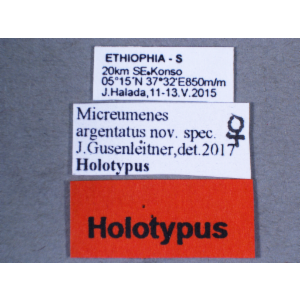 ETHIOPHIA - S
20km SE.Konso
05°15´N 37°32'E850m/m
J.Halada,11-13.V.2015
Micreumenes
argentatus nov. spec. ♀
J.Gusenleitner,det.2017
Holotypus
Holotypus